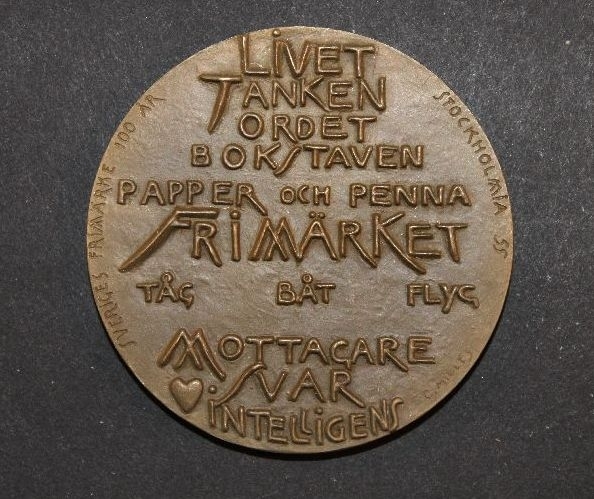 LIVET
TANKEN
ORDET
BOKSTAVEN
PAPPER OCH PENNA
FRIMÄRKET
TÅG BÅT FLYG
MOTTAGARE
SVAR
INTELLIGENS
SVERIGES FRIMÄRKE 100 ÅR
STOCKHOLMIA 55
C. MILLES